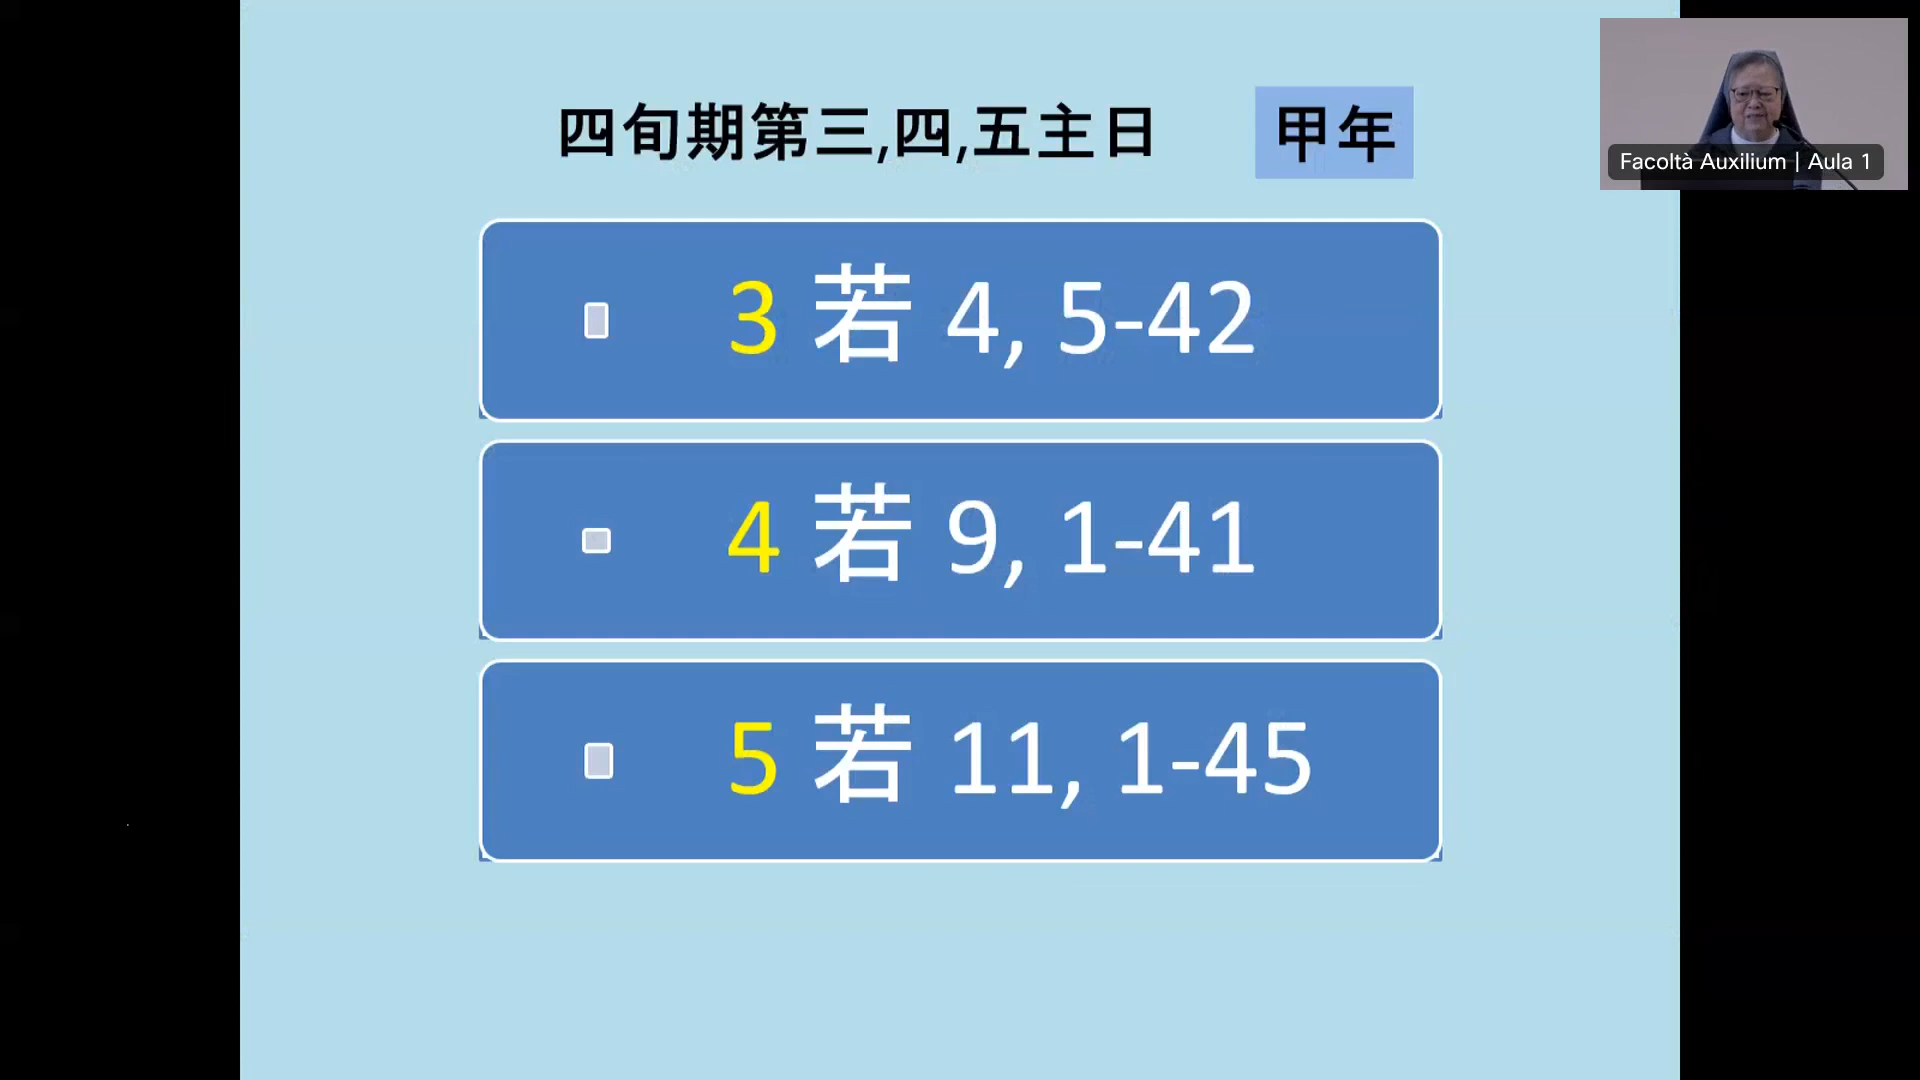 四旬期第三,四,五主日 甲年
Facoltà Auxilium | Aula 1
3 若 4, 5-42
4 若 9, 1-41
5 若 11, 1-45